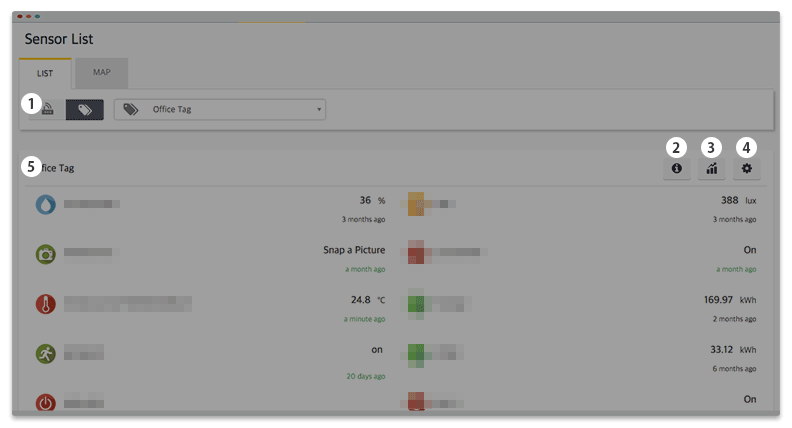 Sensor List
LIST
MAP
1
Office Tag
2
3
4
5
fice Tag
36 %
3 months ago
388 lux
3 months ago
Snap a Picture
a month ago
On
a month ago
24.8 °C
a minute ago
169.97 kWh
2 months ago
on
20 days ago
33.12 kWh
6 months ago
On